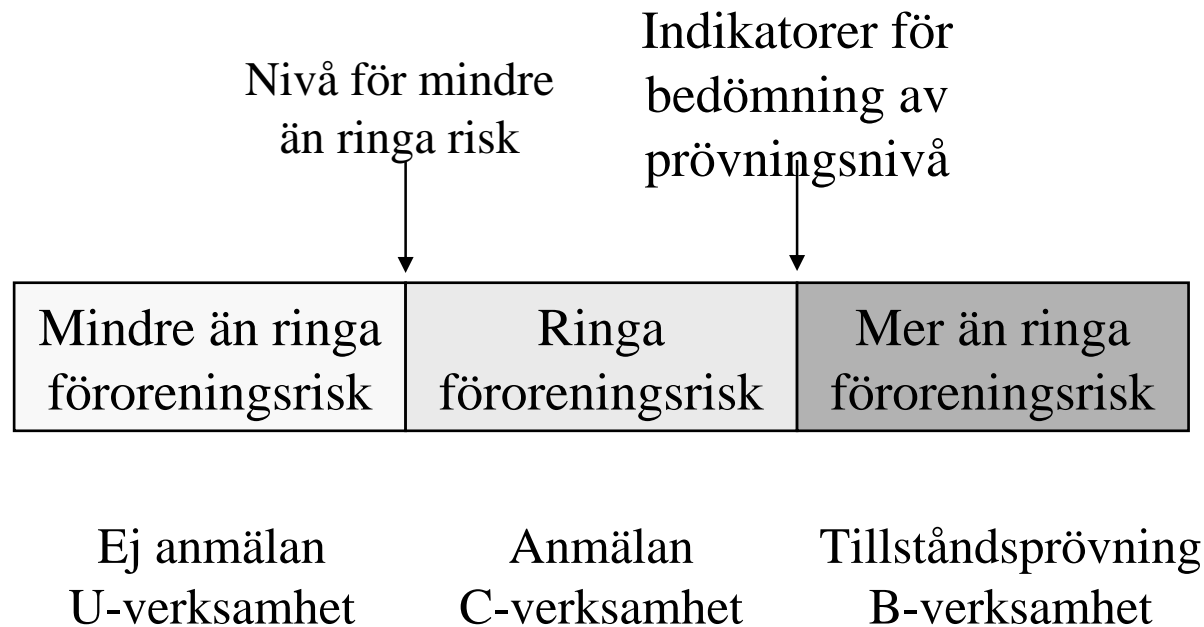 Nivå för mindre
än ringa risk
Indikatorer för
bedömning av
prövningsnivå
Mindre än ringa
föroreningsrisk
Ringa
föroreningsrisk
Mer än ringa
föroreningsrisk
Ej anmälan
U-verksamhet
Anmälan
C-verksamhet
Tillståndsprövning
B-verksamhet